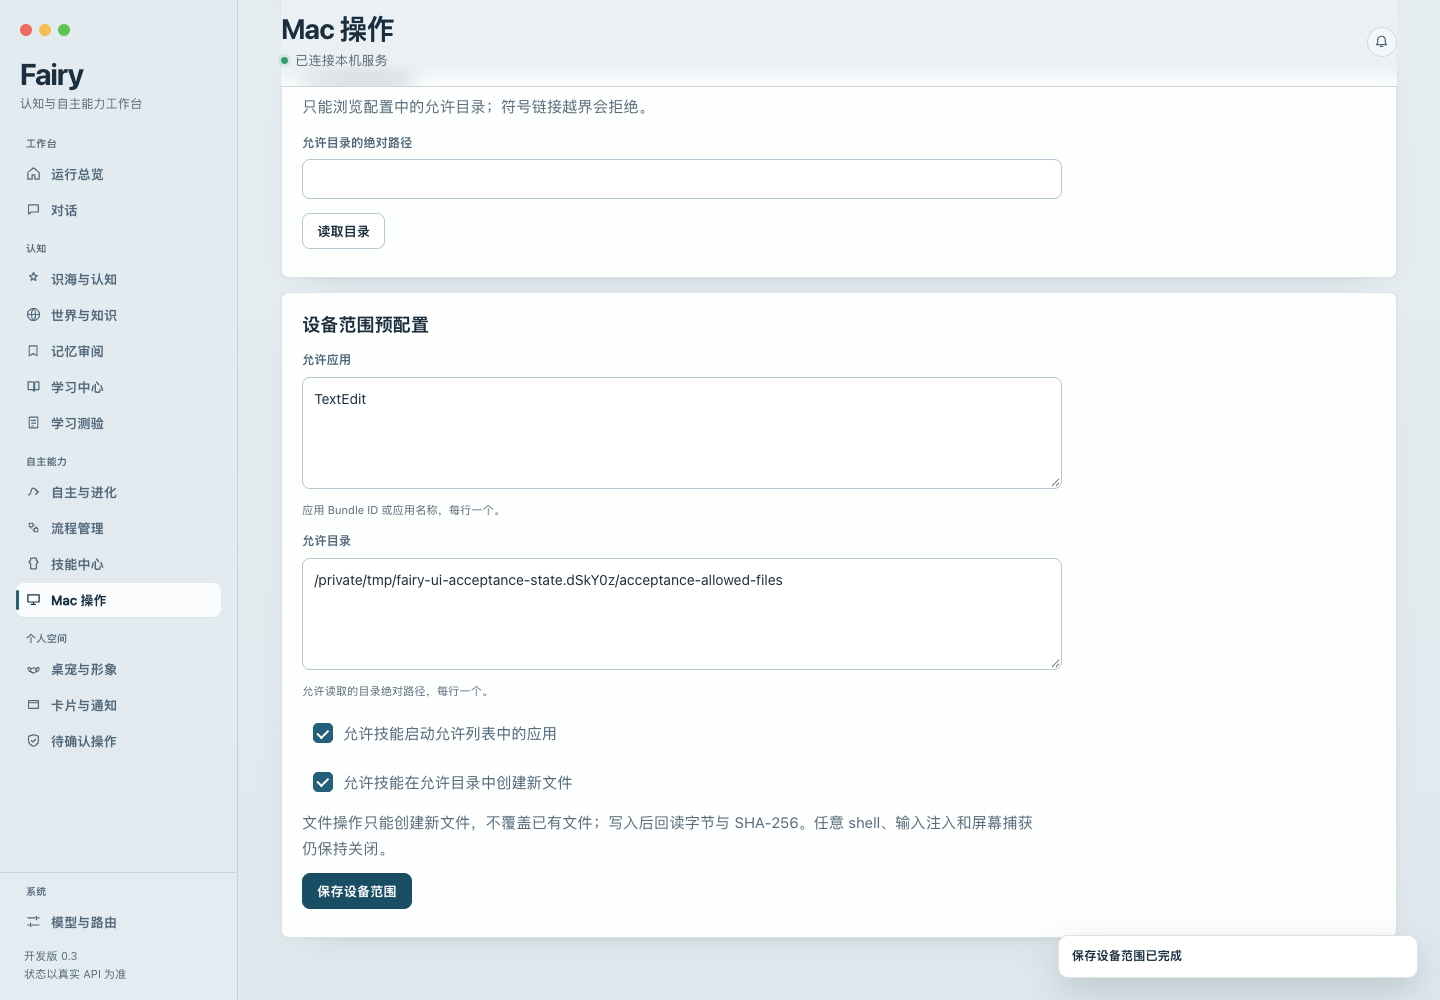 Fairy
认知与自主能力工作台
工作台
运行总览
对话
认知
识海与认知
世界与知识
记忆审阅
学习中心
学习测验
自主能力
自主与进化
流程管理
技能中心
Mac 操作
个人空间
桌宠与形象
卡片与通知
待确认操作
系统
模型与路由
开发版 0.3
状态以真实 API 为准
Mac 操作
已连接本机服务
只能浏览配置中的允许目录；符号链接越界会拒绝。
允许目录的绝对路径
读取目录
设备范围预配置
允许应用
TextEdit
应用 Bundle ID 或应用名称，每行一个。
允许目录
/private/tmp/fairy-ui-acceptance-state.dSkY0z/acceptance-allowed-files
允许读取的目录绝对路径，每行一个。
允许技能启动允许列表中的应用
允许技能在允许目录中创建新文件
文件操作只能创建新文件，不覆盖已有文件；写入后回读字节与 SHA-256。任意 shell、输入注入和屏幕捕获
仍保持关闭。
保存设备范围
保存设备范围已完成